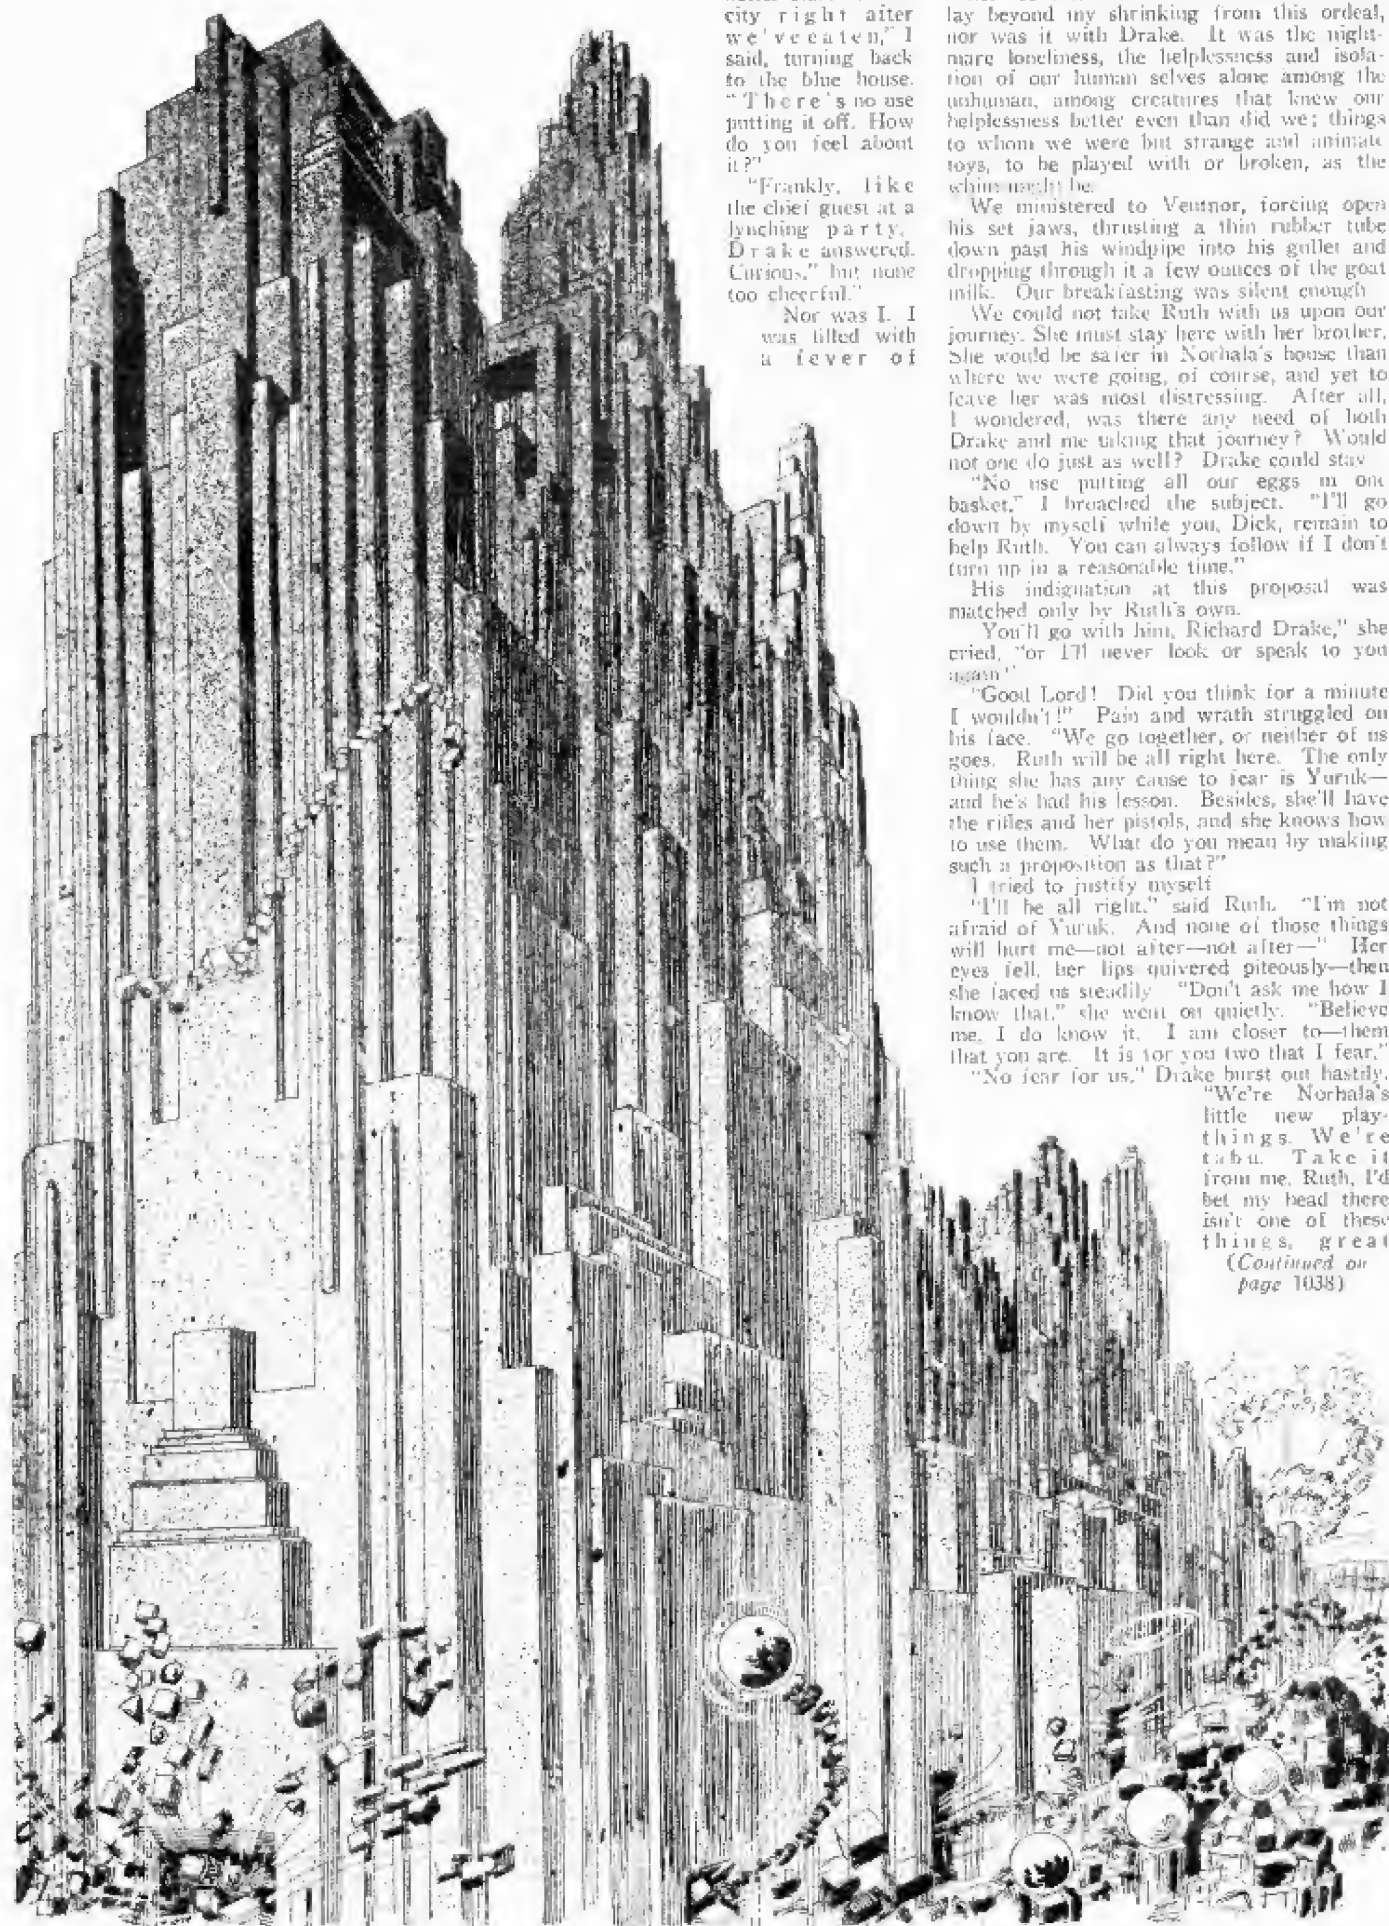 city right after
we've eaten," I
said, turning back
to the blue house.
"There's no use
putting it off. How
do you feel about
it?"
"Frankly, like
the chief guest at a
lynching party,
Drake answered.
Curious," but none
too cheerful."
Nor was I. I
was filled with
a fever of
lay beyond my shrinking from this ordeal,
nor was it with Drake. It was the night-
mare loneliness, the helplessness and isola-
tion of our human selves alone among the
unhuman, among creatures that knew our
helplessness better even than did we; things
to whom we were but strange and animate
toys, to be played with or broken, as the
whim might be.
We ministered to Ventnor, forcing open
his set jaws, thrusting a thin rubber tube
down past his windpipe into his gullet and
dropping through it a few ounces of the goat
milk. Our breakfasting was silent enough
We could not take Ruth with us upon our
journey. She must stay here with her brother.
She would be safer in Norhala's house than
where we were going, of course, and yet to
leave her was most distressing. After all,
I wondered, was there any need of both
Drake and me taking that journey? Would
not one do just as well? Drake could stay
"No use putting all our eggs in one
basket," I broached the subject. "I'll go
down by myself while you, Dick, remain to
help Ruth. You can always follow if I don't
turn up in a reasonable time."
His indignation at this proposal was
matched only by Ruth's own.
You'll go with him, Richard Drake," she
cried, "or I'll never look or speak to you
again!"
"Good Lord! Did you think for a minute
I wouldn't!" Pain and wrath struggled on
his face. "We go together, or neither of us
goes. Ruth will be all right here. The only
thing she has any cause to fear is Yuruk—
and he's had his lesson. Besides, she'll have
the rifles and her pistols, and she knows how
to use them. What do you mean by making
such a proposition as that?"
I tried to justify myself
"I'll be all right," said Ruth. "I'm not
afraid of Yuruk. And none of those things
will hurt me—not after—not after—" Her
eyes fell, her lips quivered piteously—then
she faced us steadily "Don't ask me how I
know that," she went on quietly. "Believe
me, I do know it. I am closer to—them
that you are. It is for you two that I fear."
"No fear for us," Drake burst out hastily.
"We're Norhala's
little new play-
things. We're
tabu. Take it
from me, Ruth, I'd
bet my head there
isn't one of these
things, great
(Continued on
page 1038)